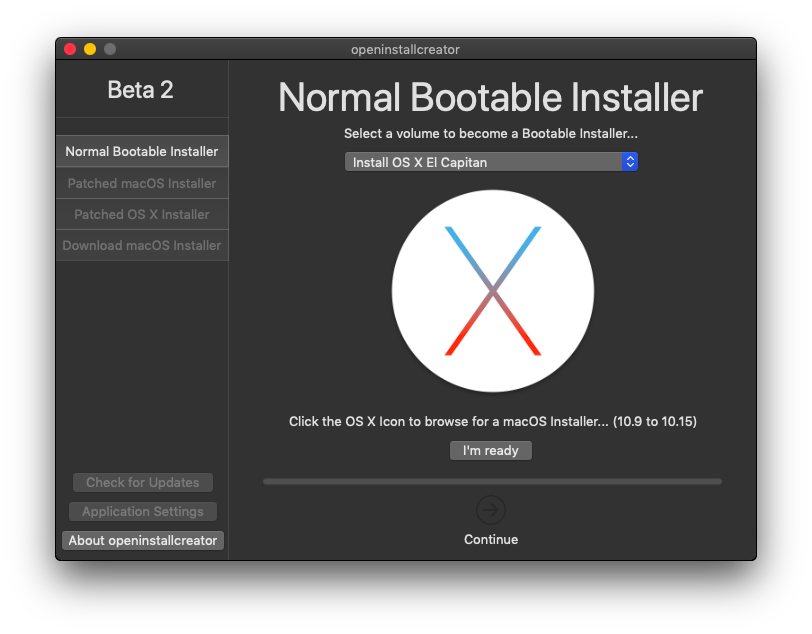 openinstallcreator
Beta 2
Normal Bootable Installer
Patched macOS Installer
Patched OS X Installer
Download macOS Installer
Check for Updates
Application Settings
About openinstallcreator
Normal Bootable Installer
Select a volume to become a Bootable Installer...
Install OS X El Capitan
Click the OS X Icon to browse for a macOS Installer... (10.9 to 10.15)
I'm ready
Continue